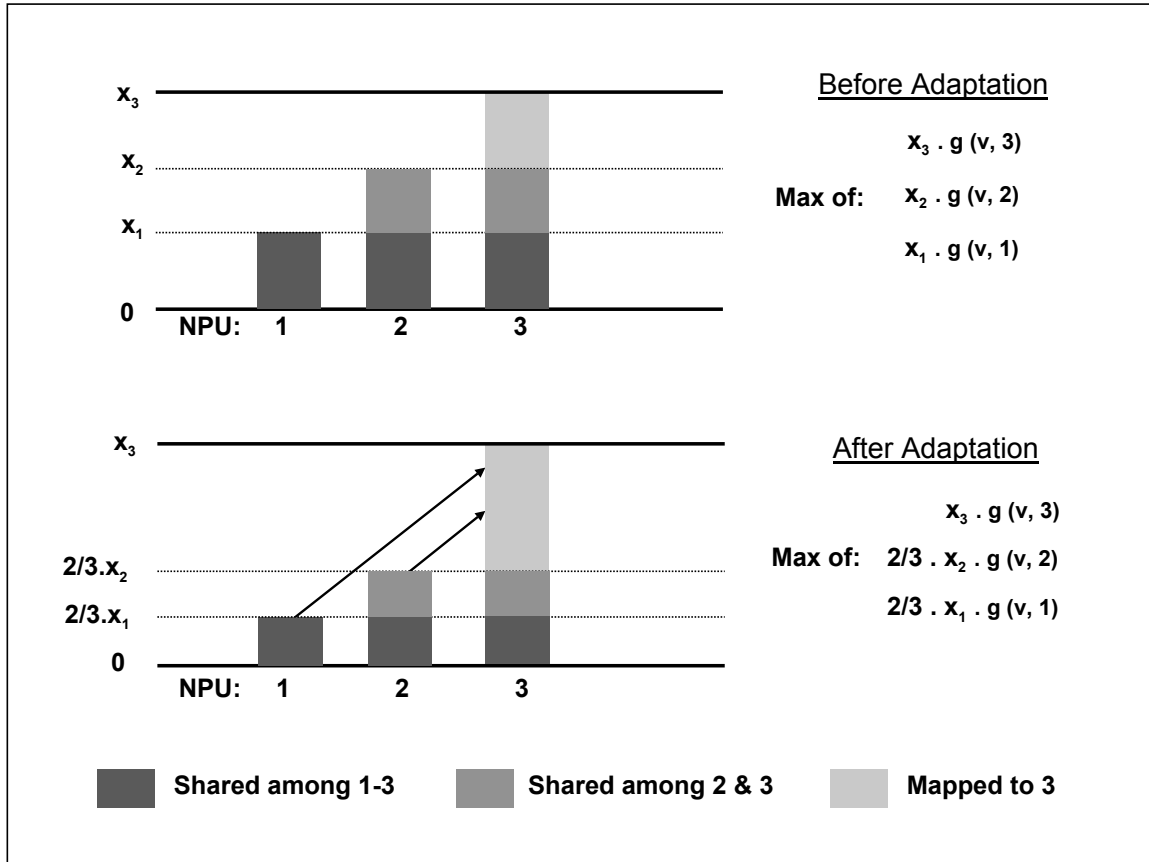 x₃
x₂
x₁
0
NPU: 1 2 3
Before Adaptation
x₃ . g (v, 3)
Max of: x₂ . g (v, 2)
x₁ . g (v, 1)
x₃
2/3.x₂
2/3.x₁
0
NPU: 1 2 3
After Adaptation
x₃ . g (v, 3)
Max of: 2/3 . x₂ . g (v, 2)
2/3 . x₁ . g (v, 1)
Shared among 1-3
Shared among 2 & 3
Mapped to 3